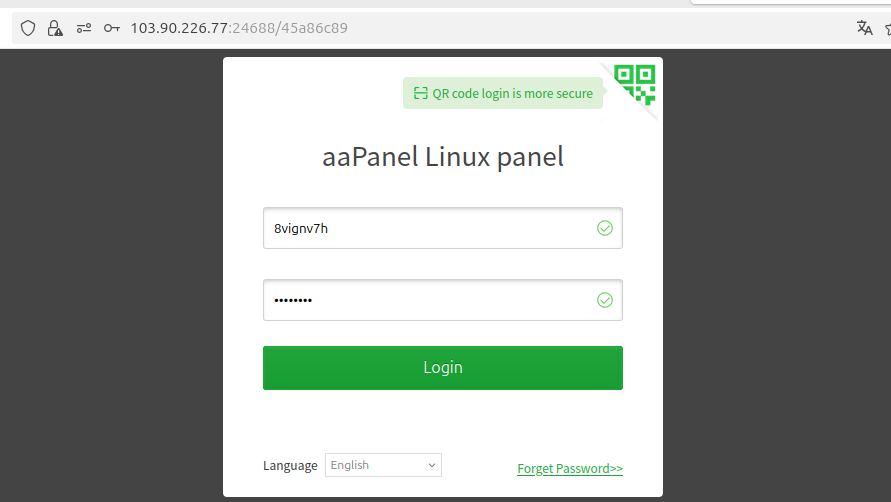 103.90.226.77:24688/45a86c89
QR code login is more secure
aaPanel Linux panel
8vignv7h
••••••••
Login
Language English
Forget Password>>